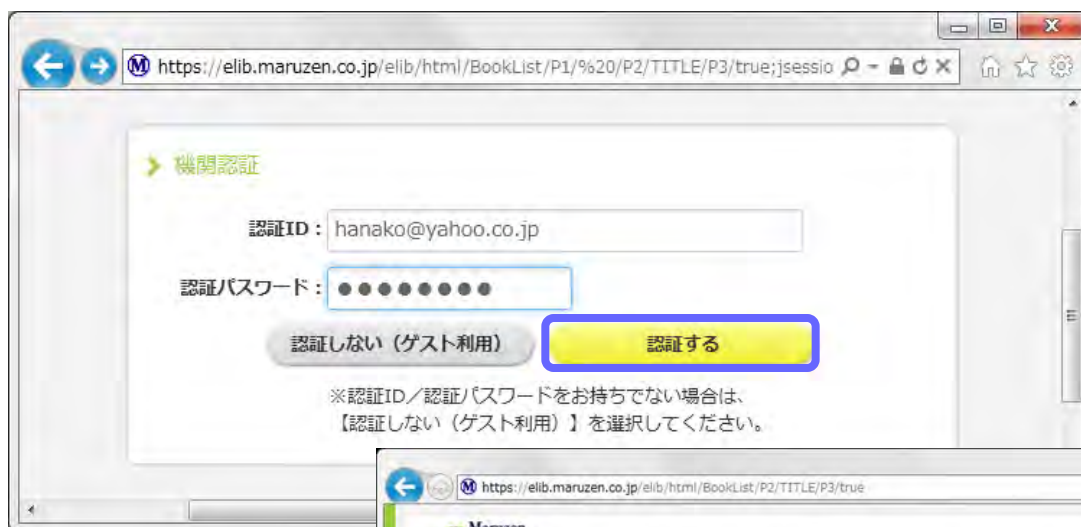 https://elib.maruzen.co.jp/elib/html/BookList/P1/%20/P2/TITLE/P3/true;jsessio
機関認証
認証ID： hanako@yahoo.co.jp
認証パスワード： ●●●●●●●●
認証しない（ゲスト利用） 認証する
※認証ID／認証パスワードをお持ちでない場合は、
【認証しない（ゲスト利用）】を選択してください。
https://elib.maruzen.co.jp/elib/html/BookList/P2/TITLE/P3/true
Maruzen